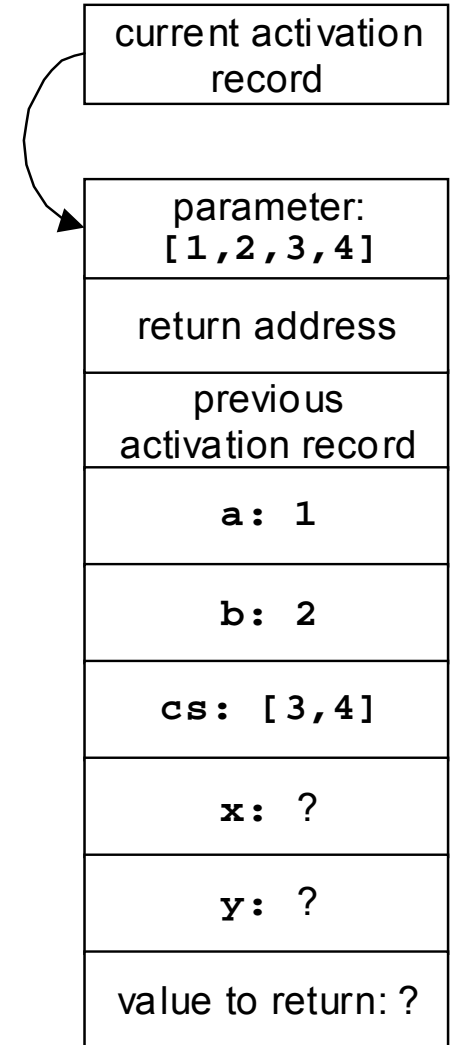 current activation
record
parameter:
[1,2,3,4]
return address
previous
activation record
a: 1
b: 2
cs: [3,4]
x: ?
y: ?
value to return: ?